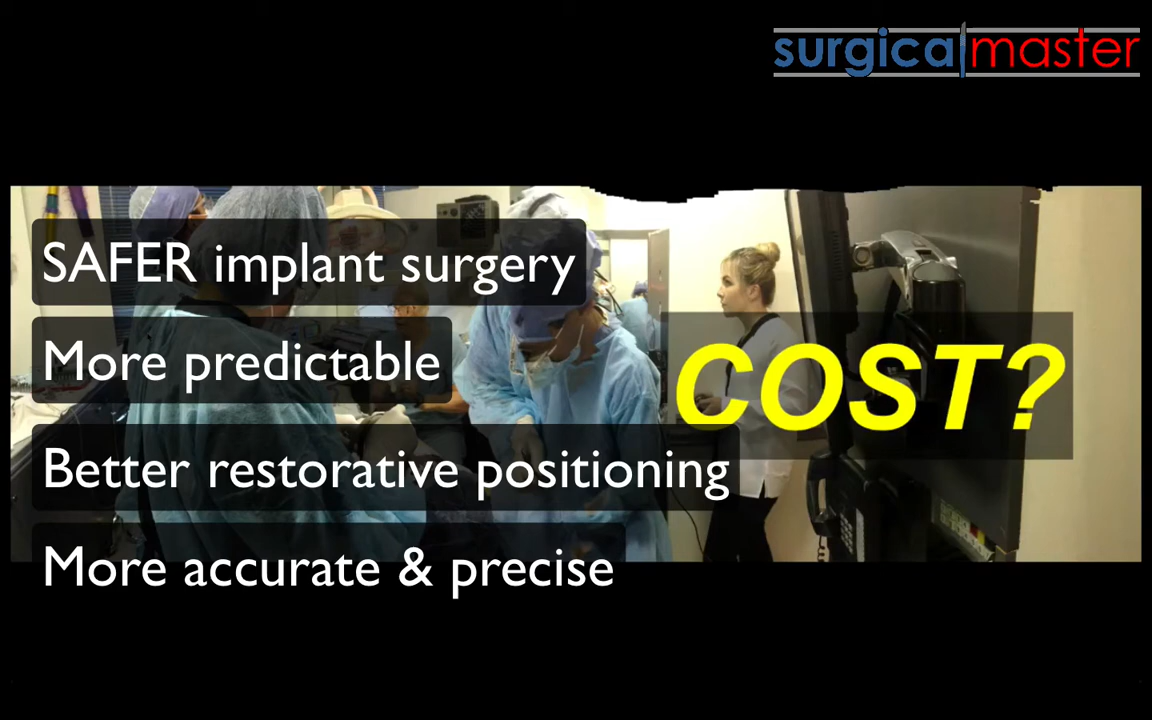 surgicalmaster
SAFER implant surgery
More predictable
COST?
Better restorative positioning
More accurate & precise